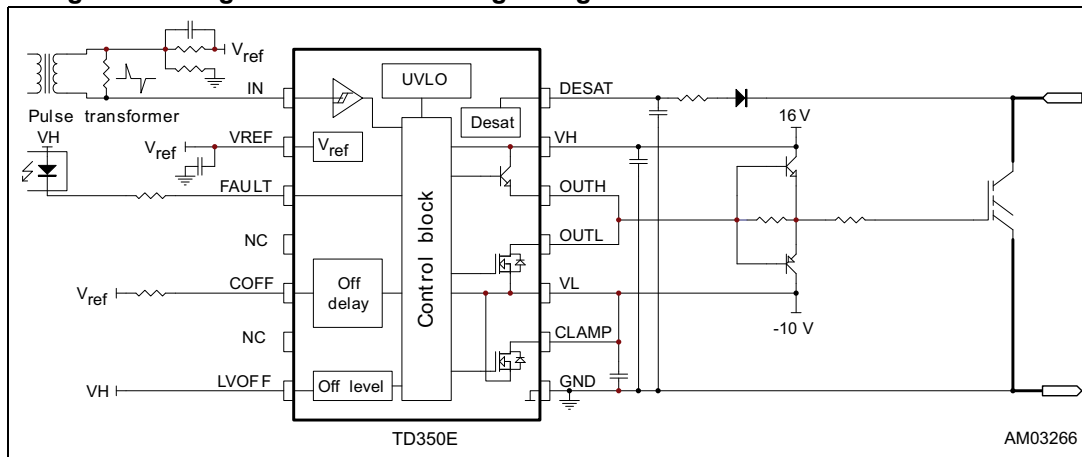 V_ref
IN
Pulse transformer
VH
V_ref
VREF
FAULT
NC
V_ref
COFF
NC
VH
LVOFF
UVLO
Desat
V_ref
Control block
Off
delay
Off level
DESAT
VH
OUTH
OUTL
VL
CLAMP
GND
16 V
-10 V
TD350E
AM03266